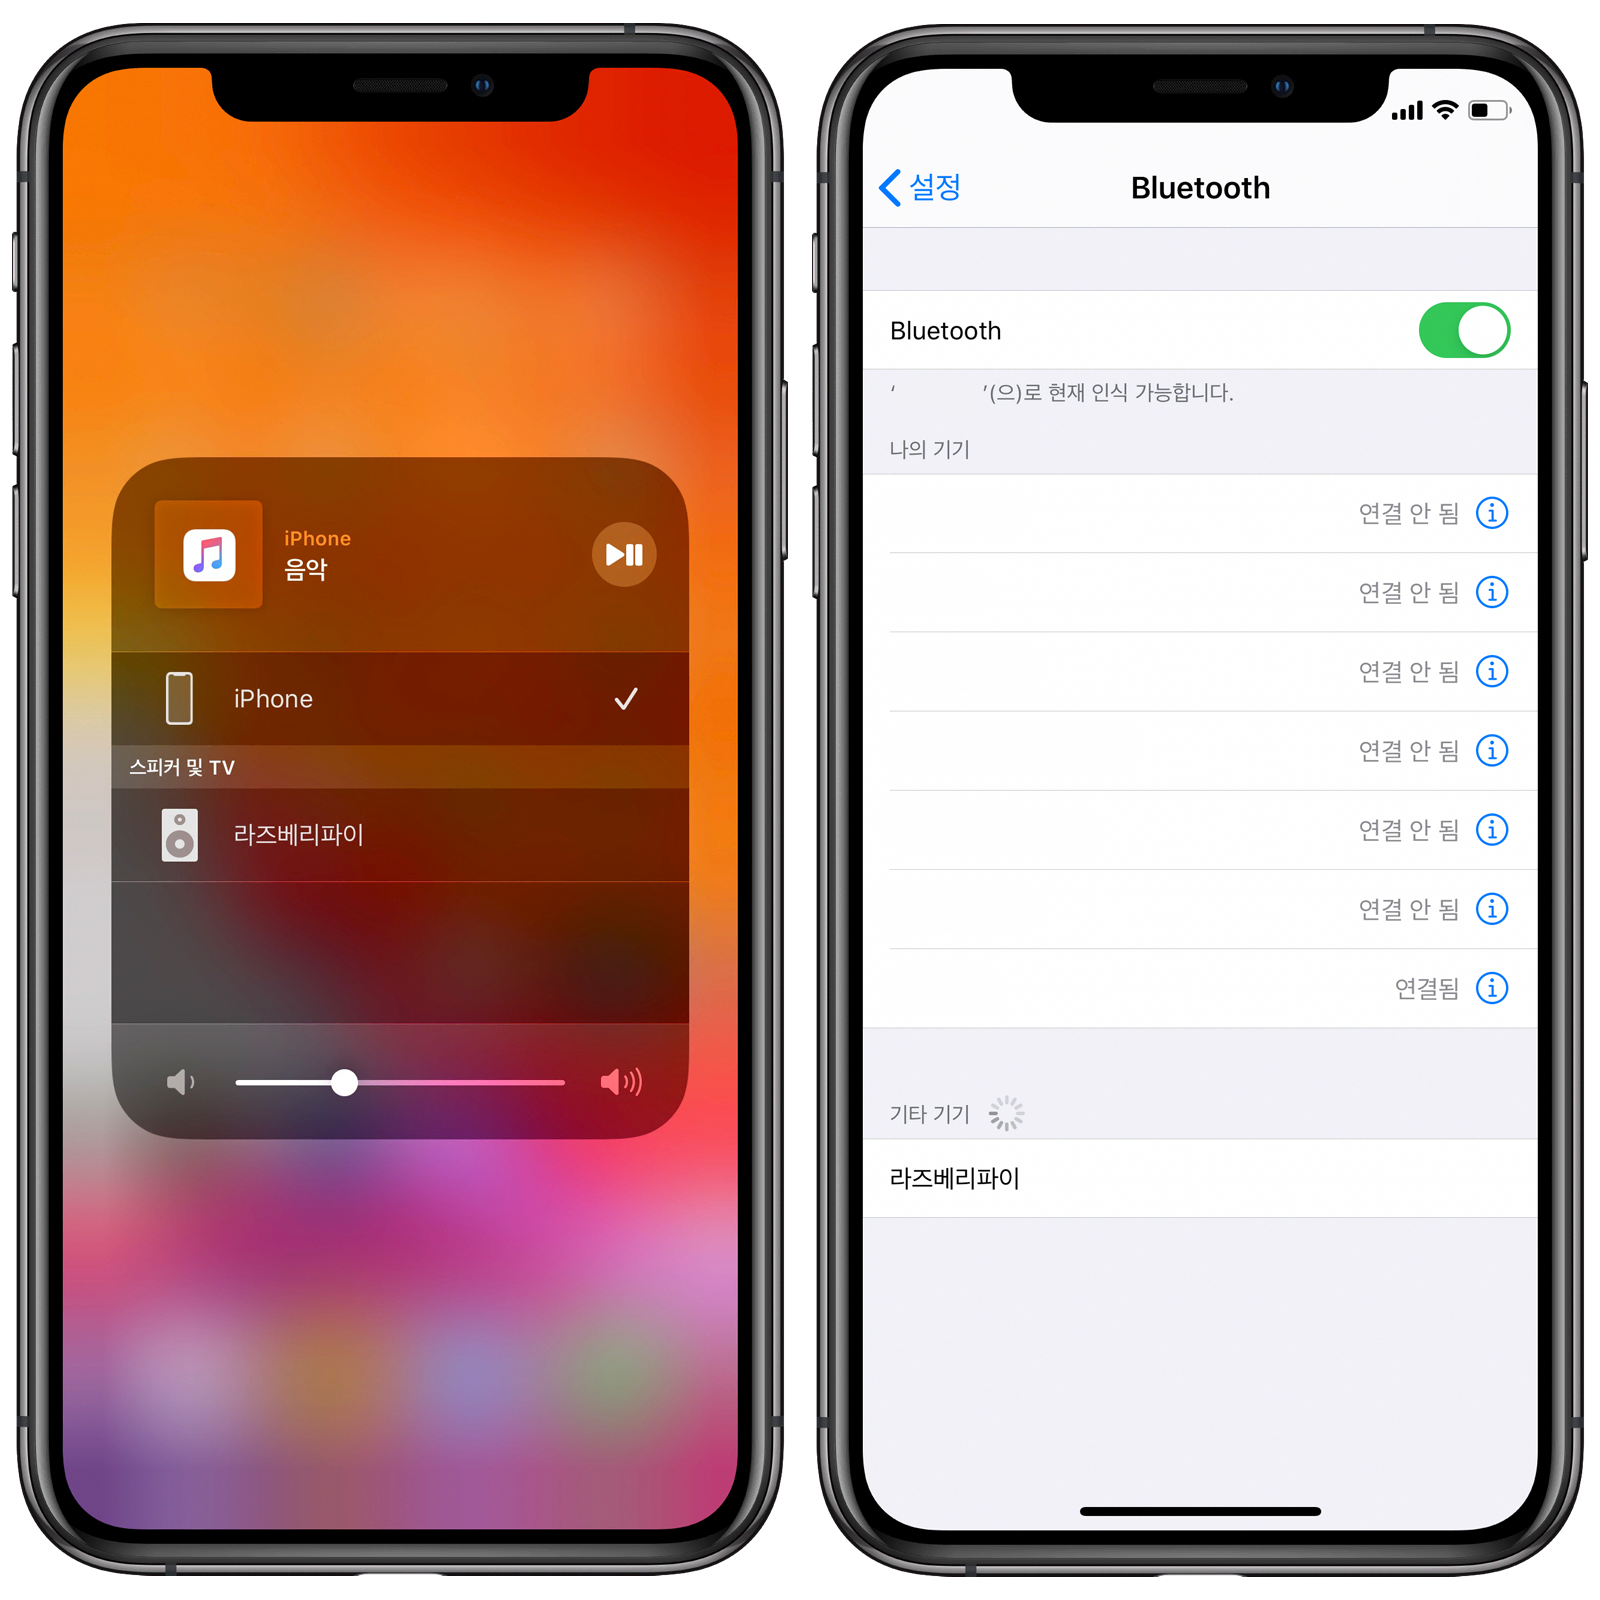 iPhone
음악
iPhone
스피커 및 TV
라즈베리파이
설정
Bluetooth
Bluetooth
‘ ’(으)로 현재 인식 가능합니다.
나의 기기
연결 안 됨
연결 안 됨
연결 안 됨
연결 안 됨
연결 안 됨
연결 안 됨
연결됨
기타 기기
라즈베리파이